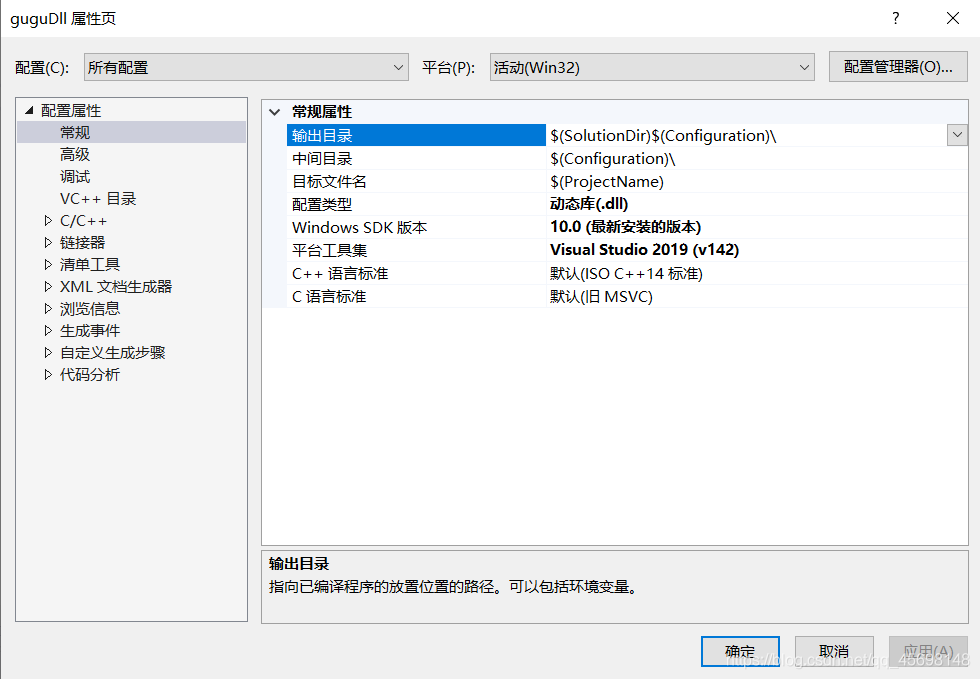 guguDll 属性页
?
配置(C): 所有配置 平台(P): 活动(Win32) 配置管理器(O)...
配置属性
常规
高级
调试
VC++ 目录
C/C++
链接器
清单工具
XML 文档生成器
浏览信息
生成事件
自定义生成步骤
代码分析
常规属性
输出目录 $(SolutionDir)$(Configuration)\
中间目录 $(Configuration)\
目标文件名 $(ProjectName)
配置类型 动态库(.dll)
Windows SDK 版本 10.0 (最新安装的版本)
平台工具集 Visual Studio 2019 (v142)
C++ 语言标准 默认(ISO C++14 标准)
C 语言标准 默认(旧 MSVC)
输出目录
指向已编译程序的放置位置的路径。可以包括环境变量。
确定 取消 应用(A)
https://blog.csdn.net/qq_45698148